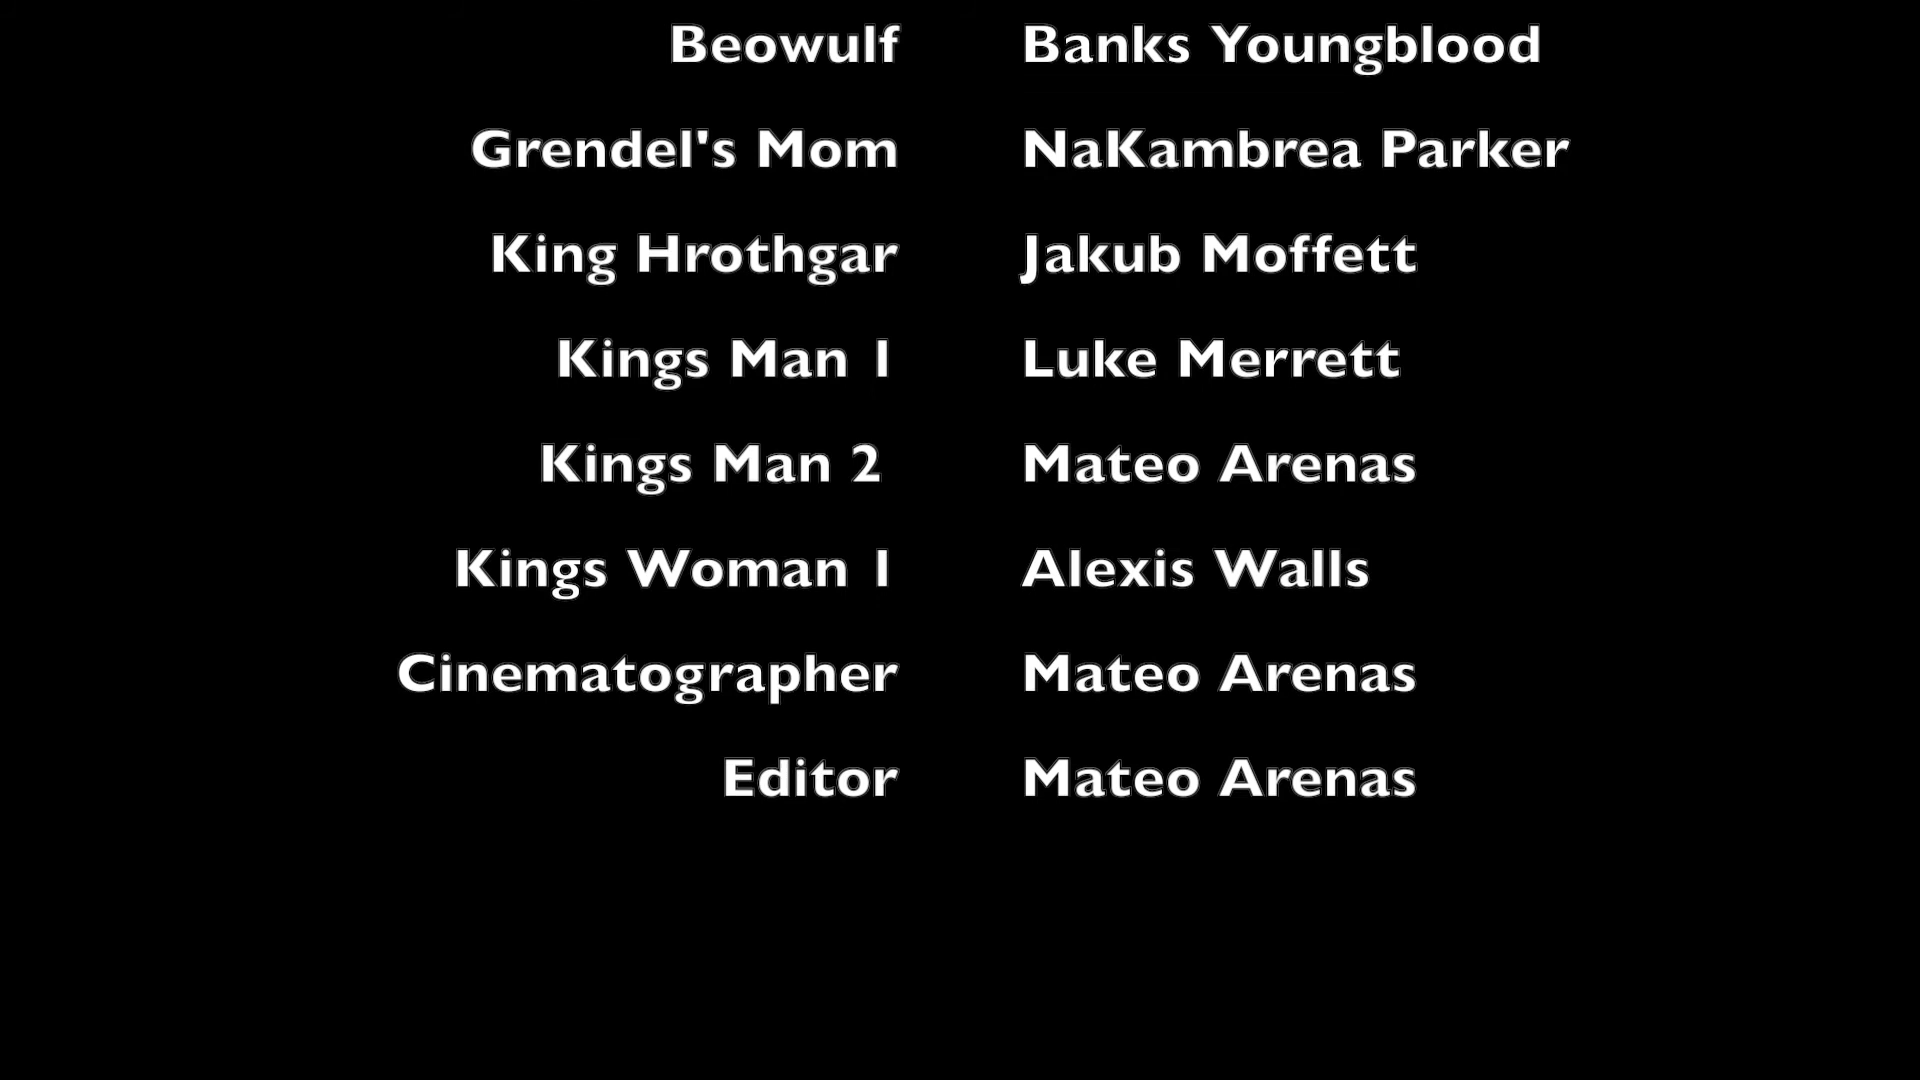 Beowulf Banks Youngblood
Grendel's Mom NaKambrea Parker
King Hrothgar Jakub Moffett
Kings Man 1 Luke Merrett
Kings Man 2 Mateo Arenas
Kings Woman 1 Alexis Walls
Cinematographer Mateo Arenas
Editor Mateo Arenas